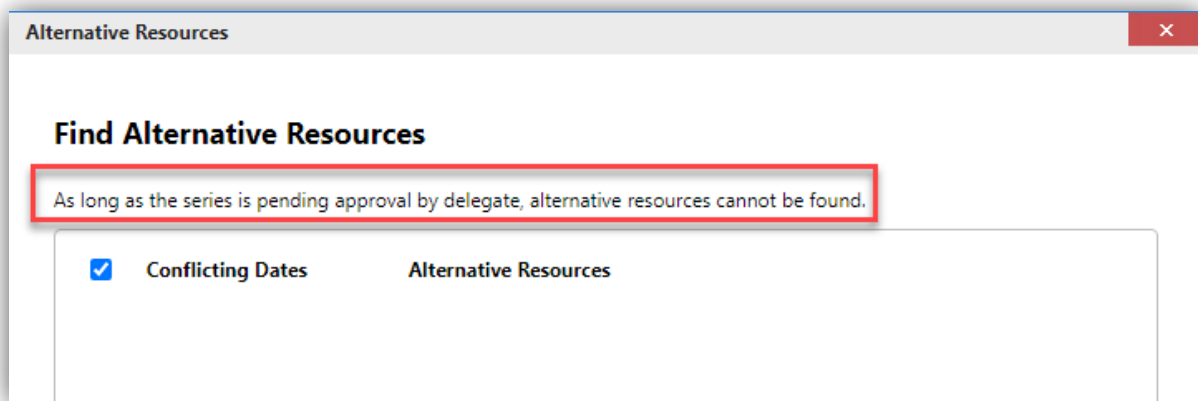 Alternative Resources
Find Alternative Resources
As long as the series is pending approval by delegate, alternative resources cannot be found.
Conflicting Dates Alternative Resources